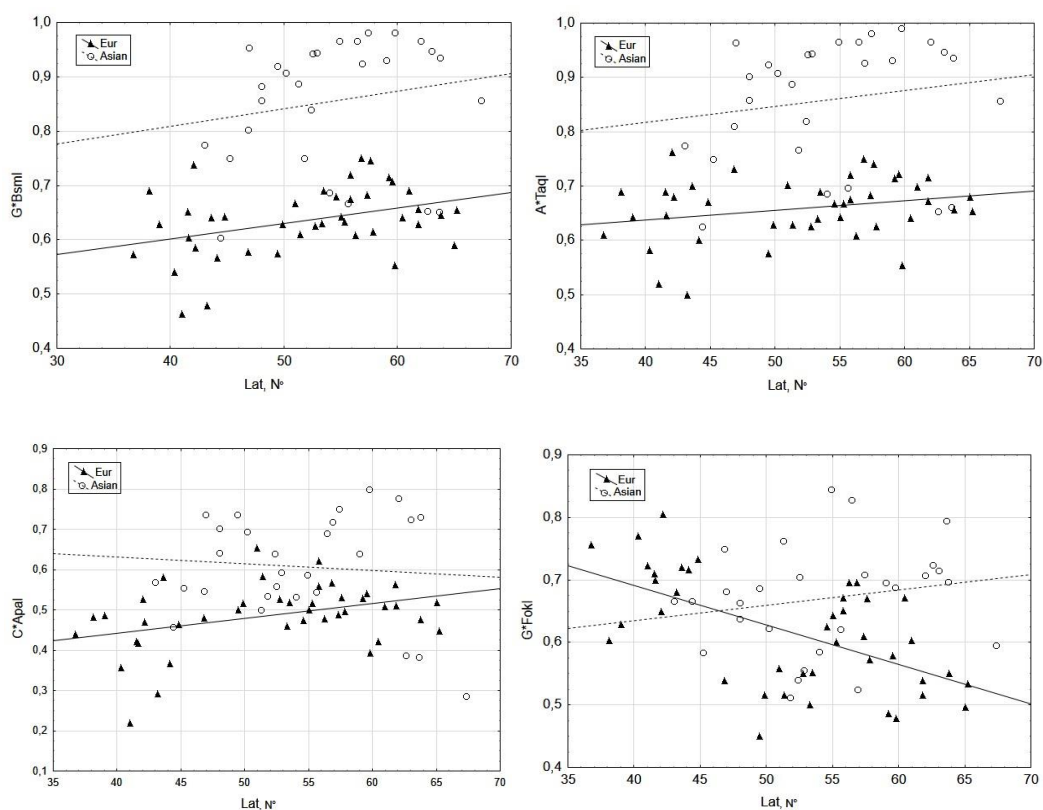 1,0
0,9
0,8
0,7
0,6
0,5
0,4
G*BsmI
Eur
Asian
30 40 50 60 70
Lat, N°
1,0
0,9
0,8
0,7
0,6
0,5
0,4
A*TaqI
Eur
Asian
35 40 45 50 55 60 65 70
Lat, N°
0,9
0,8
0,7
0,6
0,5
0,4
0,3
0,2
0,1
C*ApaI
Eur
Asian
35 40 45 50 55 60 65 70
Lat, N°
0,9
0,8
0,7
0,6
0,5
0,4
G*FokI
Eur
Asian
35 40 45 50 55 60 65 70
Lat, N°